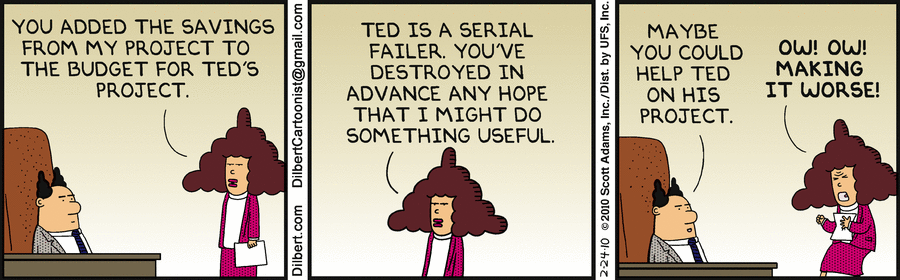 YOU ADDED THE SAVINGS
FROM MY PROJECT TO
THE BUDGET FOR TED'S
PROJECT.
Dilbert.com DilbertCartoonist@gmail.com
TED IS A SERIAL
FAILER. YOU'VE
DESTROYED IN
ADVANCE ANY HOPE
THAT I MIGHT DO
SOMETHING USEFUL.
2-24-10 ©2010 Scott Adams, Inc./Dist. by UFS, Inc.
MAYBE
YOU COULD
HELP TED
ON HIS
PROJECT.
OW! OW!
MAKING
IT WORSE!